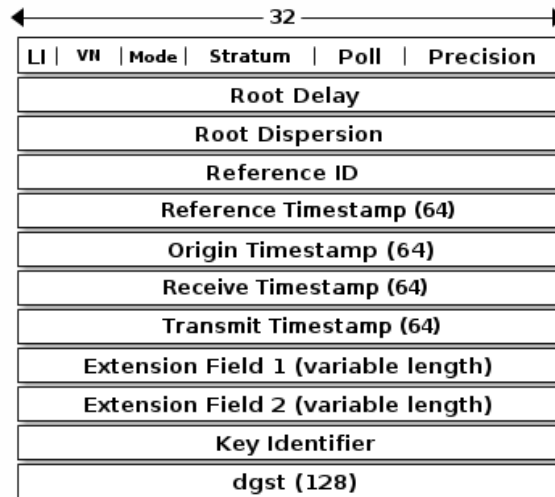 32
LI | VN | Mode | Stratum | Poll | Precision
Root Delay
Root Dispersion
Reference ID
Reference Timestamp (64)
Origin Timestamp (64)
Receive Timestamp (64)
Transmit Timestamp (64)
Extension Field 1 (variable length)
Extension Field 2 (variable length)
Key Identifier
dgst (128)